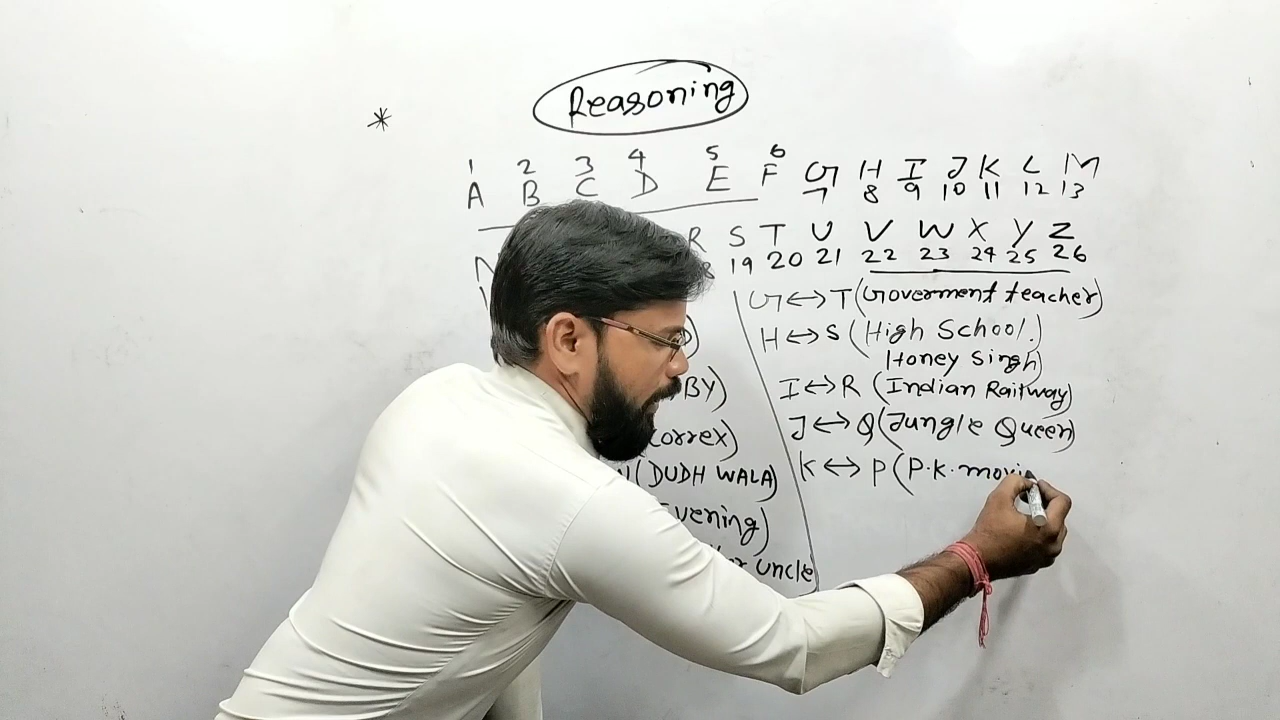 Reasoning
1 2 3 4 5 6
A B C D E F G H I J K L M
7 8 9 10 11 12 13
R S T U V W X Y Z
19 20 21 22 23 24 25 26
G ↔ T (Goverment teacher)
H ↔ S (High School.)
Honey Singh)
BY)
I ↔ R (Indian Railway)
Correx)
J ↔ Q (Jungle Queen)
(DUDH WALA)
K ↔ P (P.K. movi
Evening)
uncle